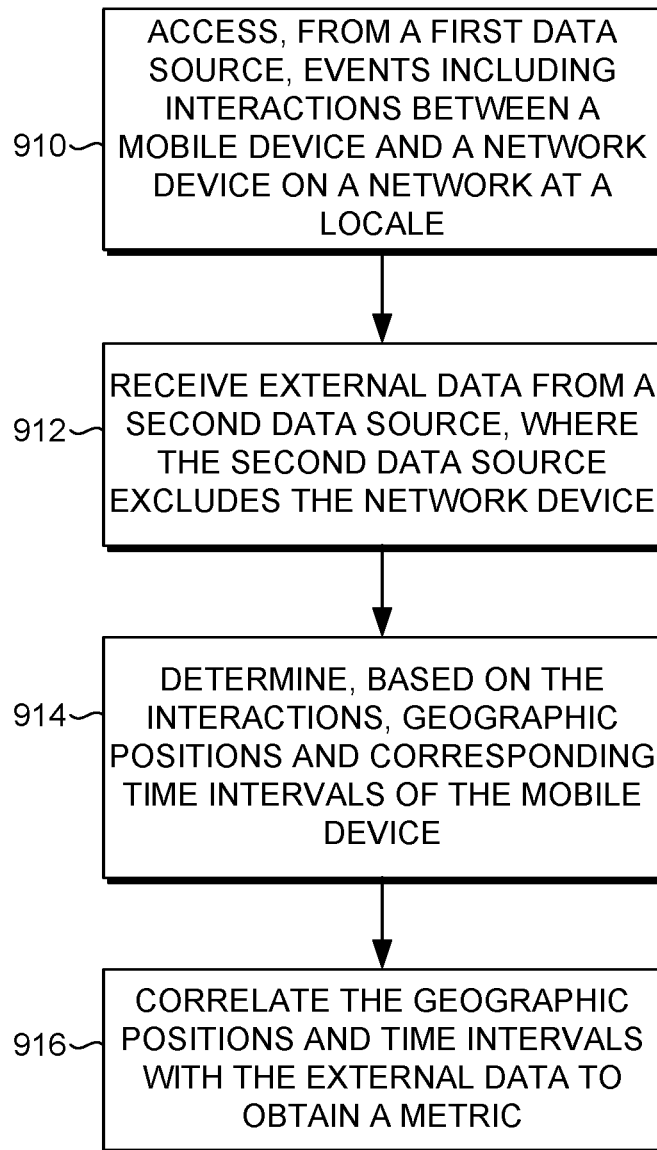 ACCESS, FROM A FIRST DATA
SOURCE, EVENTS INCLUDING
INTERACTIONS BETWEEN A
910 MOBILE DEVICE AND A NETWORK
DEVICE ON A NETWORK AT A
LOCALE
RECEIVE EXTERNAL DATA FROM A
912 SECOND DATA SOURCE, WHERE
THE SECOND DATA SOURCE
EXCLUDES THE NETWORK DEVICE
DETERMINE, BASED ON THE
914 INTERACTIONS, GEOGRAPHIC
POSITIONS AND CORRESPONDING
TIME INTERVALS OF THE MOBILE
DEVICE
CORRELATE THE GEOGRAPHIC
916 POSITIONS AND TIME INTERVALS
WITH THE EXTERNAL DATA TO
OBTAIN A METRIC